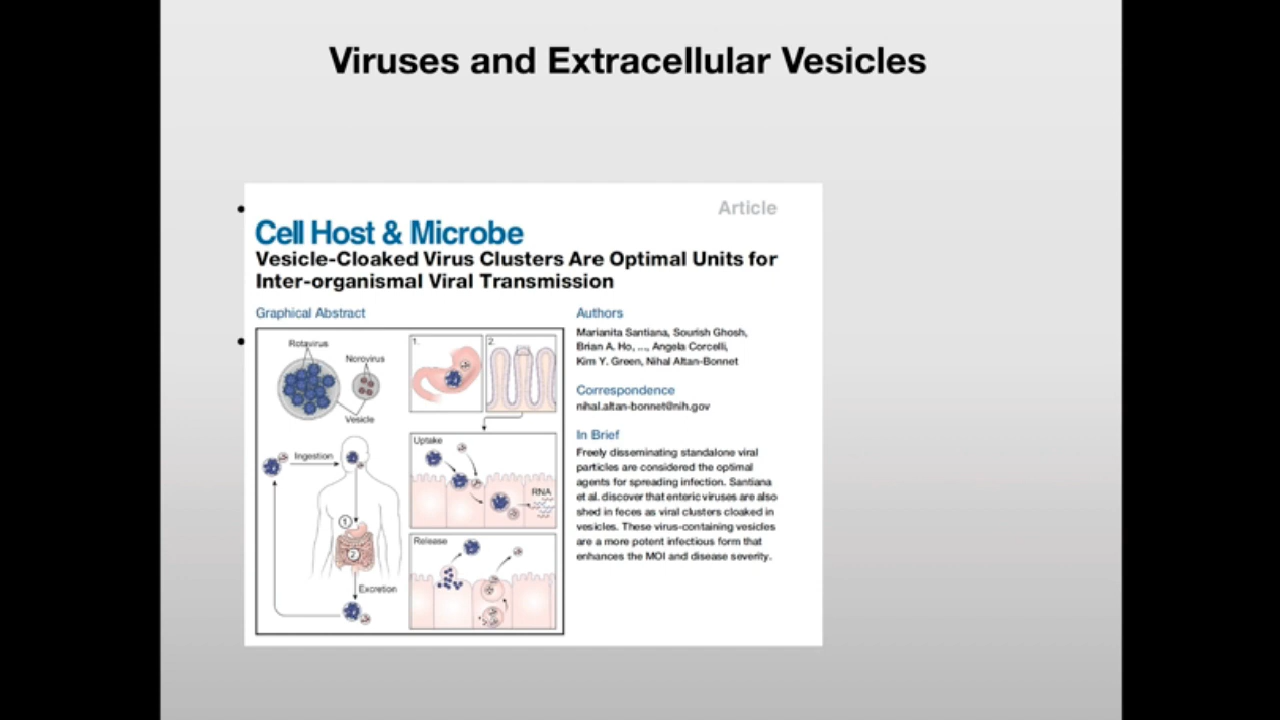 Viruses and Extracellular Vesicles
Article
Cell Host & Microbe
Vesicle-Cloaked Virus Clusters Are Optimal Units for
Inter-organismal Viral Transmission
Graphical Abstract
Rotavirus
Norovirus
Vesicle
Ingestion
1
2
Excretion
1.
2.
Uptake
RNA
Release
Authors
Marianita Santiana, Sourish Ghosh,
Brian A. Ho, ..., Angela Corcelli,
Kim Y. Green, Nihal Altan-Bonnet
Correspondence
nihal.altan-bonnet@nih.gov
In Brief
Freely disseminating standalone viral
particles are considered the optimal
agents for spreading infection. Santiana
et al. discover that enteric viruses are also
shed in feces as viral clusters cloaked in
vesicles. These virus-containing vesicles
are a more potent infectious form that
enhances the MOI and disease severity.